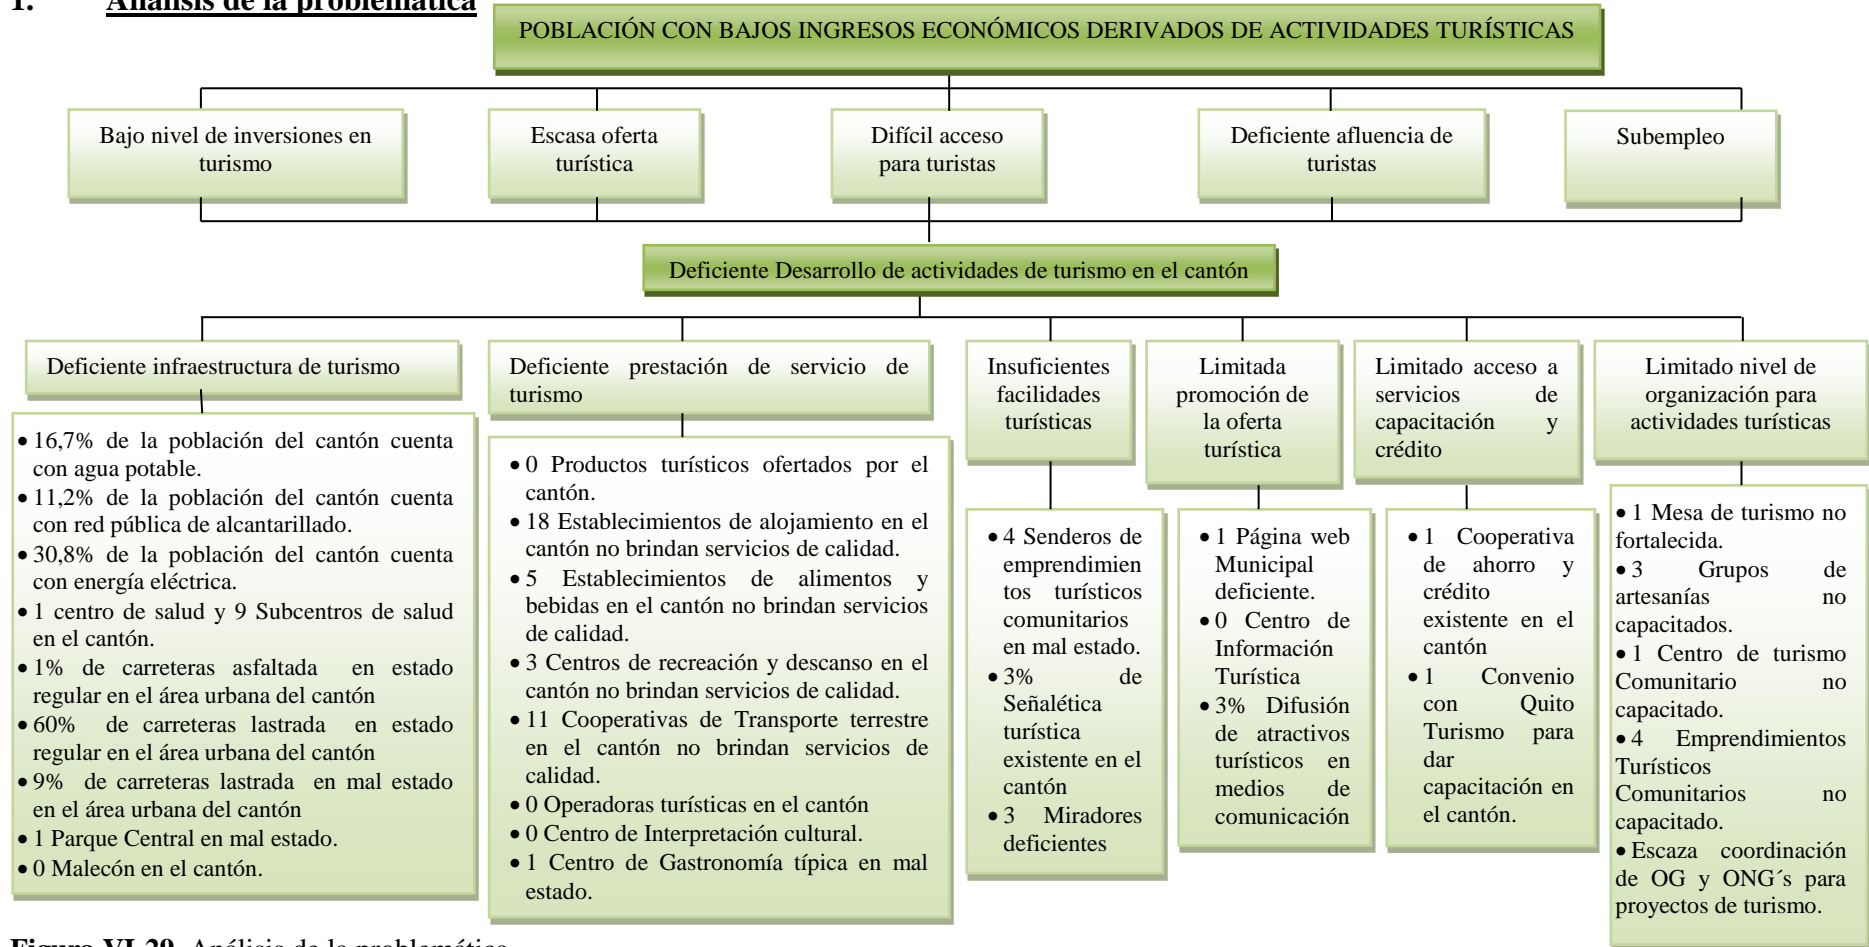 1. Análisis de la problemática
POBLACIÓN CON BAJOS INGRESOS ECONÓMICOS DERIVADOS DE ACTIVIDADES TURÍSTICAS
Bajo nivel de inversiones en
turismo
Escasa oferta
turística
Difícil acceso
para turistas
Deficiente afluencia de
turistas
Subempleo
Deficiente Desarrollo de actividades de turismo en el cantón
Deficiente infraestructura de turismo
• 16,7% de la población del cantón cuenta
con agua potable.
• 11,2% de la población del cantón cuenta
con red pública de alcantarillado.
• 30,8% de la población del cantón cuenta
con energía eléctrica.
• 1 centro de salud y 9 Subcentros de salud
en el cantón.
• 1% de carreteras asfaltada en estado
regular en el área urbana del cantón
• 60% de carreteras lastrada en estado
regular en el área urbana del cantón
• 9% de carreteras lastrada en mal estado
en el área urbana del cantón
• 1 Parque Central en mal estado.
• 0 Malecón en el cantón.
Deficiente prestación de servicio de
turismo
• 0 Productos turísticos ofertados por el
cantón.
• 18 Establecimientos de alojamiento en el
cantón no brindan servicios de calidad.
• 5 Establecimientos de alimentos y
bebidas en el cantón no brindan servicios
de calidad.
• 3 Centros de recreación y descanso en el
cantón no brindan servicios de calidad.
• 11 Cooperativas de Transporte terrestre
en el cantón no brindan servicios de
calidad.
• 0 Operadoras turísticas en el cantón
• 0 Centro de Interpretación cultural.
• 1 Centro de Gastronomía típica en mal
estado.
Insuficientes
facilidades
turísticas
• 4 Senderos de
emprendimien
tos turísticos
comunitarios
en mal estado.
• 3% de
Señalética
turística
existente en el
cantón
• 3 Miradores
deficientes
Limitada
promoción de
la oferta
turística
• 1 Página web
Municipal
deficiente.
• 0 Centro de
Información
Turística
• 3% Difusión
de atractivos
turísticos en
medios de
comunicación
Limitado acceso a
servicios de
capacitación y
crédito
• 1 Cooperativa
de ahorro y
crédito
existente en el
cantón
• 1 Convenio
con Quito
Turismo para
dar
capacitación en
el cantón.
Limitado nivel de
organización para
actividades turísticas
• 1 Mesa de turismo no
fortalecida.
• 3 Grupos de
artesanías no
capacitados.
• 1 Centro de turismo
Comunitario no
capacitado.
• 4 Emprendimientos
Turísticos
Comunitarios no
capacitado.
• Escaza coordinación
de OG y ONG´s para
proyectos de turismo.
Figura VI-29. Análisis de la problemática